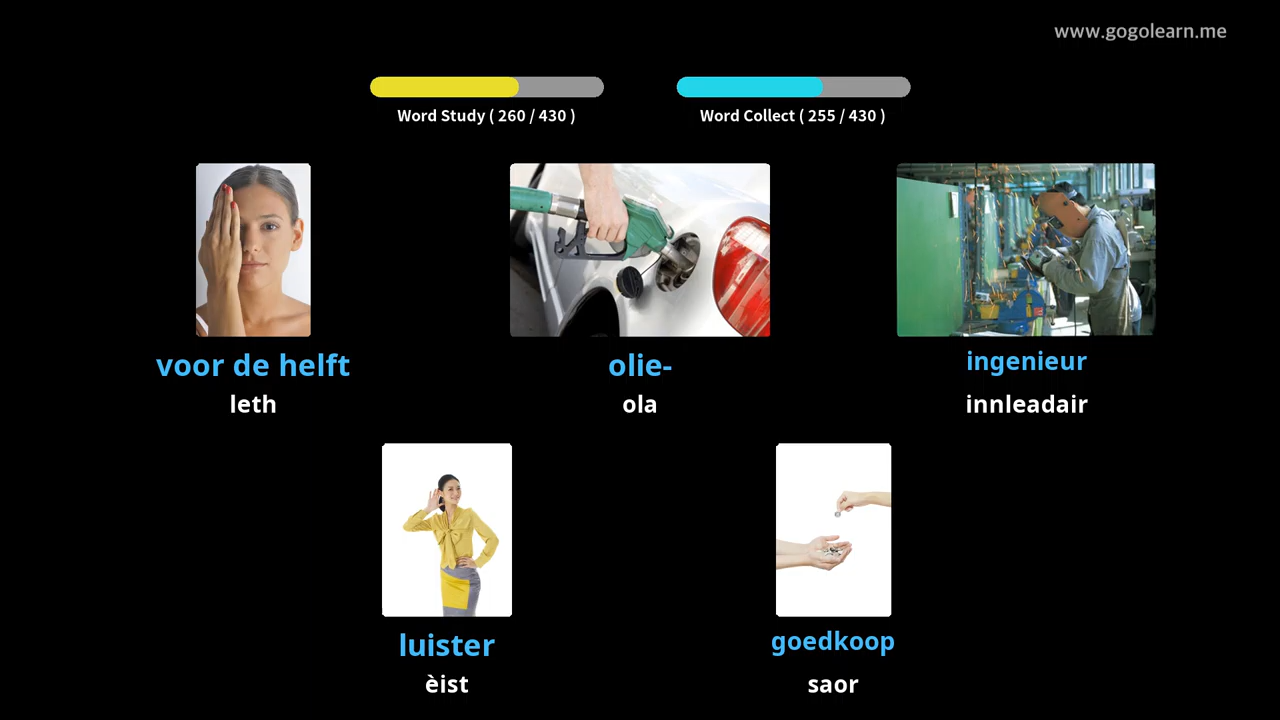 www.gogolearn.me
Word Study ( 260 / 430 )
Word Collect ( 255 / 430 )
voor de helft
leth
olie-
ola
ingenieur
innleadair
luister
èist
goedkoop
saor